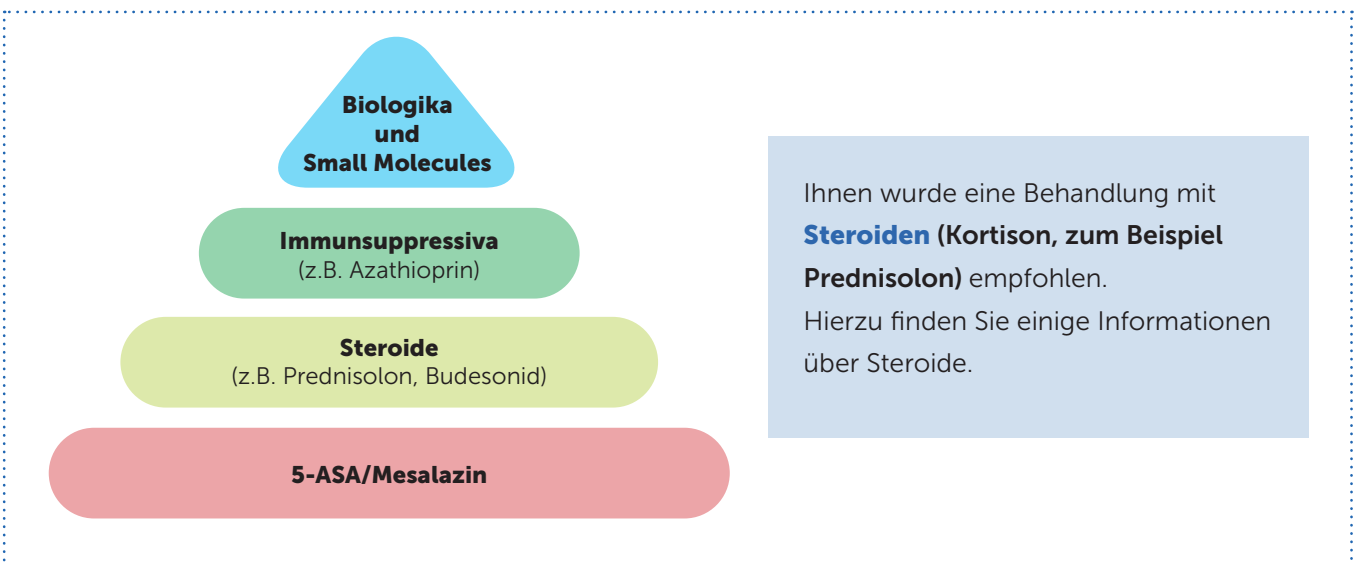 Biologika
und
Small Molecules
Immunsuppressiva
(z.B. Azathioprin)
Steroide
(z.B. Prednisolon, Budesonid)
5-ASA/Mesalazin
Ihnen wurde eine Behandlung mit
Steroiden (Kortison, zum Beispiel
Prednisolon) empfohlen.
Hierzu finden Sie einige Informationen
über Steroide.